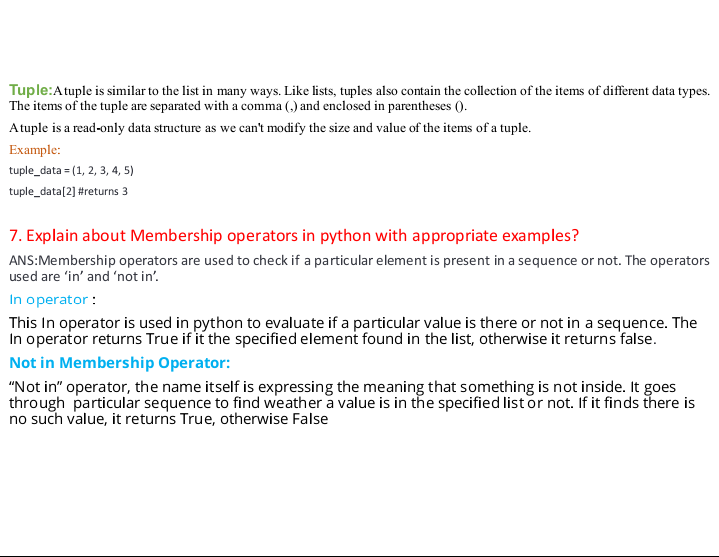 Tuple:A tuple is similar to the list in many ways. Like lists, tuples also contain the collection of the items of different data types.
The items of the tuple are separated with a comma (,) and enclosed in parentheses ().
A tuple is a read-only data structure as we can't modify the size and value of the items of a tuple.
Example:
tuple_data = (1, 2, 3, 4, 5)
tuple_data[2] #returns 3
7. Explain about Membership operators in python with appropriate examples?
ANS:Membership operators are used to check if a particular element is present in a sequence or not. The operators
used are ‘in’ and ‘not in’.
In operator :
This In operator is used in python to evaluate if a particular value is there or not in a sequence. The
In operator returns True if it the specified element found in the list, otherwise it returns false.
Not in Membership Operator:
“Not in” operator, the name itself is expressing the meaning that something is not inside. It goes
through particular sequence to find weather a value is in the specified list or not. If it finds there is
no such value, it returns True, otherwise False